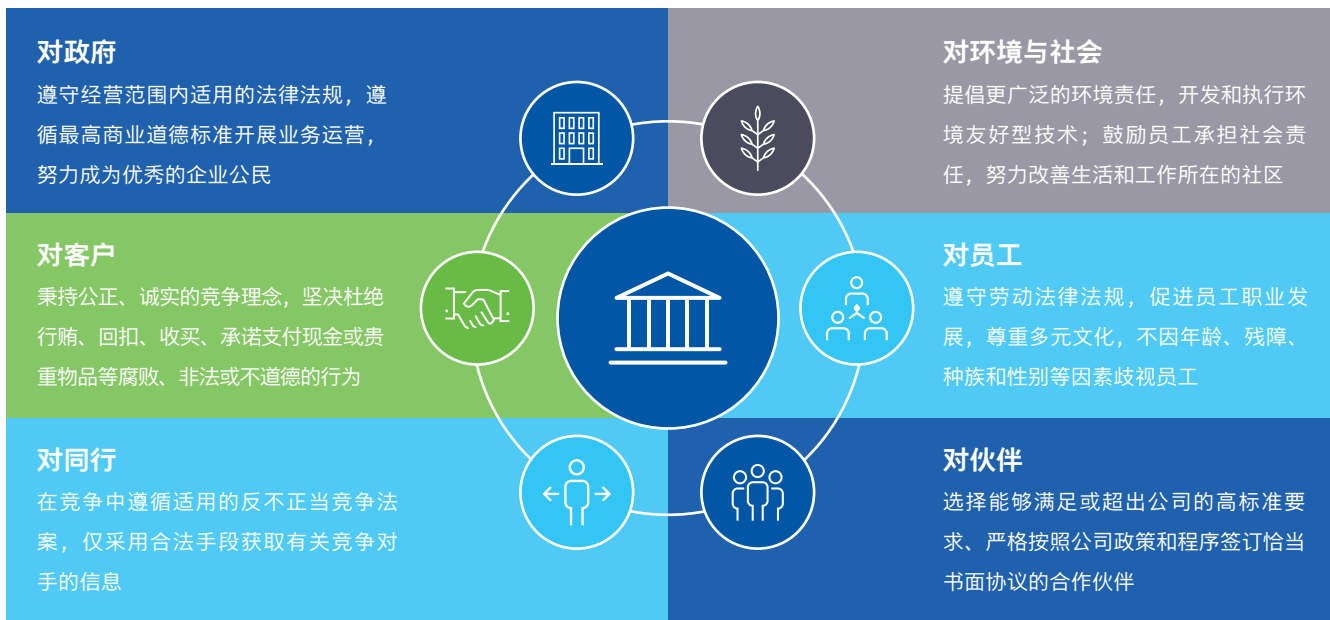 对政府
遵守经营范围内适用的法律法规，遵
循最高商业道德标准开展业务运营，
努力成为优秀的企业公民
对环境与社会
提倡更广泛的环境责任，开发和执行环
境友好型技术；鼓励员工承担社会责
任，努力改善生活和工作所在的社区
对客户
秉持公正、诚实的竞争理念，坚决杜绝
行贿、回扣、收买、承诺支付现金或贵
重物品等腐败、非法或不道德的行为
对员工
遵守劳动法律法规，促进员工职业发
展，尊重多元文化，不因年龄、残障、
种族和性别等因素歧视员工
对同行
在竞争中遵循适用的反不正当竞争法
案，仅采用合法手段获取有关竞争对
手的信息
对伙伴
选择能够满足或超出公司的高标准要
求、严格按照公司政策和程序签订恰当
书面协议的合作伙伴